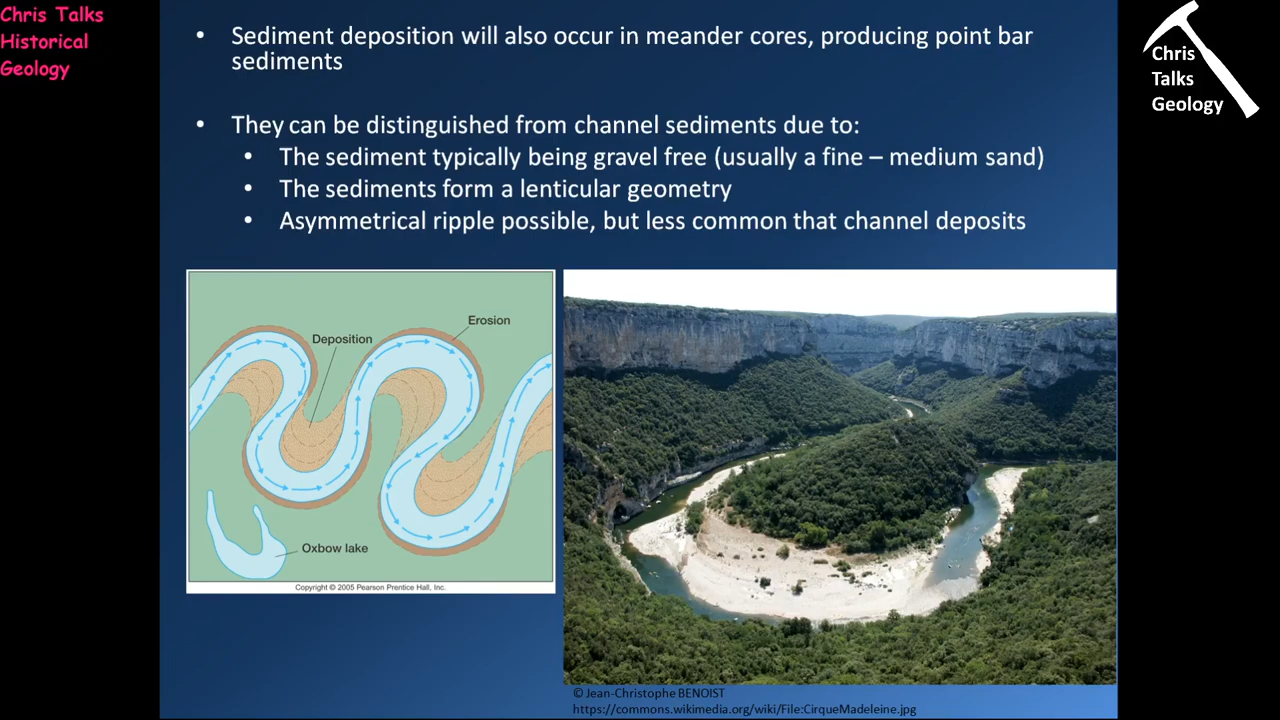 Chris Talks
Historical
Geology
Chris
Talks
Geology
• Sediment deposition will also occur in meander cores, producing point bar
sediments
• They can be distinguished from channel sediments due to:
• The sediment typically being gravel free (usually a fine – medium sand)
• The sediments form a lenticular geometry
• Asymmetrical ripple possible, but less common that channel deposits
Erosion
Deposition
Oxbow lake
Copyright © 2005 Pearson Prentice Hall, Inc.
© Jean-Christophe BENOIST
https://commons.wikimedia.org/wiki/File:CirqueMadeleine.jpg